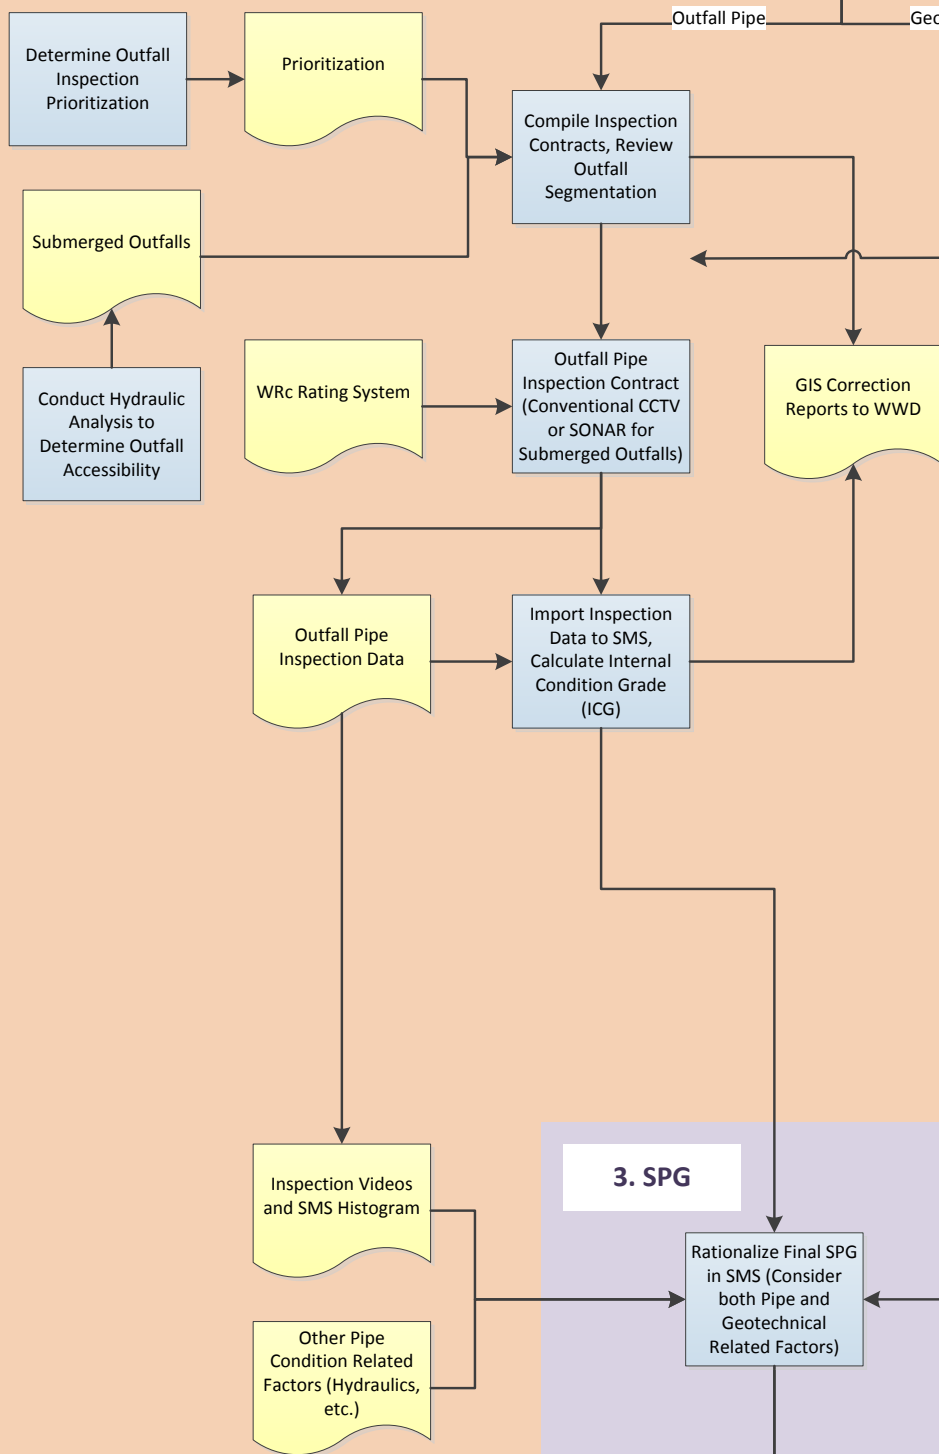 Outfall Pipe
Geo
Determine Outfall
Inspection
Prioritization
Prioritization
Compile Inspection
Contracts, Review
Outfall
Segmentation
Submerged Outfalls
Conduct Hydraulic
Analysis to
Determine Outfall
Accessibility
WRc Rating System
Outfall Pipe
Inspection Contract
(Conventional CCTV
or SONAR for
Submerged Outfalls)
GIS Correction
Reports to WWD
Outfall Pipe
Inspection Data
Import Inspection
Data to SMS,
Calculate Internal
Condition Grade
(ICG)
Inspection Videos
and SMS Histogram
3. SPG
Rationalize Final SPG
in SMS (Consider
both Pipe and
Geotechnical
Related Factors)
Other Pipe
Condition Related
Factors (Hydraulics,
etc.)